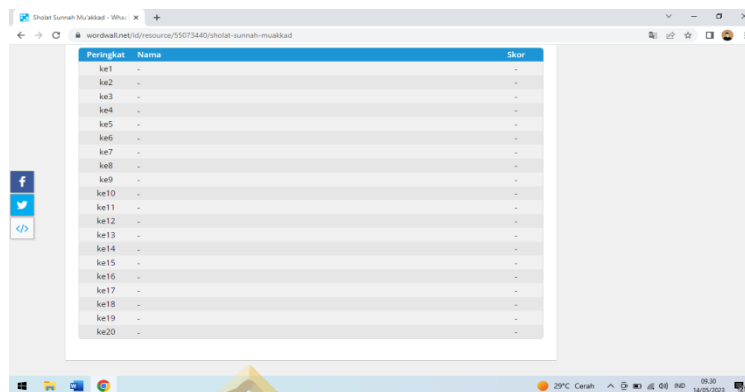 Sholat Sunnah Mu'akkad - Whac
wordwall.net/id/resource/55073440/sholat-sunnah-muakkad
Peringkat Nama Skor
ke1 - -
ke2 - -
ke3 - -
ke4 - -
ke5 - -
ke6 - -
ke7 - -
ke8 - -
ke9 - -
ke10 - -
ke11 - -
ke12 - -
ke13 - -
ke14 - -
ke15 - -
ke16 - -
ke17 - -
ke18 - -
ke19 - -
ke20 - -
29°C Cerah IND 09.30
14/05/2023